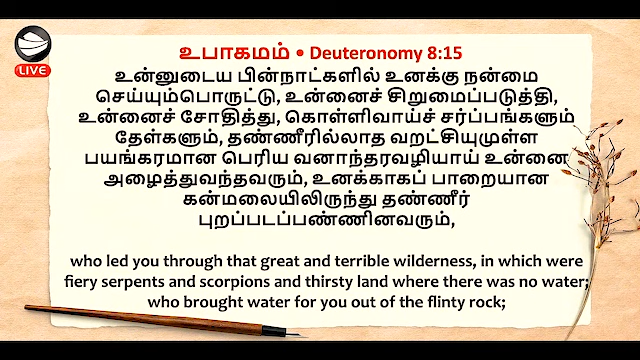 உபாகமம் • Deuteronomy 8:15
LIVE
உன்னுடைய பின்நாட்களில் உனக்கு நன்மை
செய்யும்பொருட்டு, உன்னைச் சிறுமைப்படுத்தி,
உன்னைச் சோதித்து, கொள்ளிவாய்ச் சர்ப்பங்களும்
தேள்களும், தண்ணீரில்லாத வறட்சியுமுள்ள
பயங்கரமான பெரிய வனாந்தரவழியாய் உன்னை
அழைத்துவந்தவரும், உனக்காகப் பாறையான
கன்மலையிலிருந்து தண்ணீர்
புறப்படப்பண்ணினவரும்,
who led you through that great and terrible wilderness, in which were
fiery serpents and scorpions and thirsty land where there was no water;
who brought water for you out of the flinty rock;